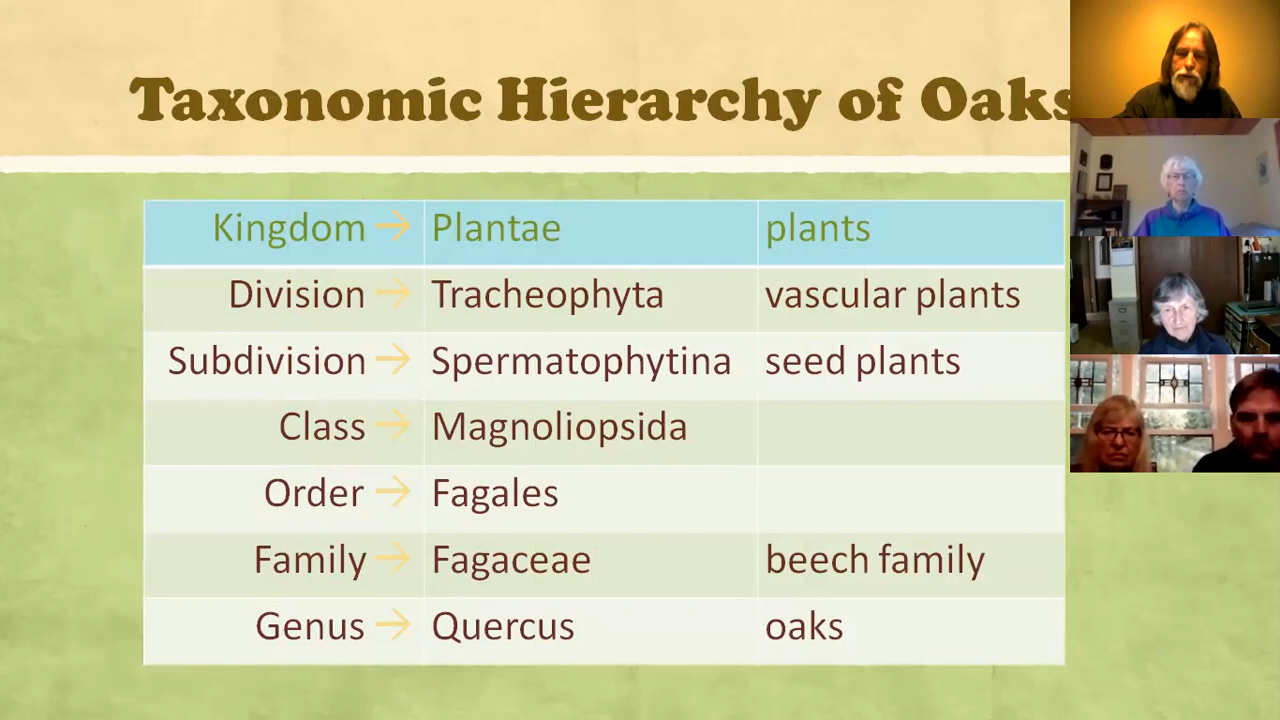 Taxonomic Hierarchy of Oaks
Kingdom → Plantae plants
Division → Tracheophyta vascular plants
Subdivision → Spermatophytina seed plants
Class → Magnoliopsida
Order → Fagales
Family → Fagaceae beech family
Genus → Quercus oaks